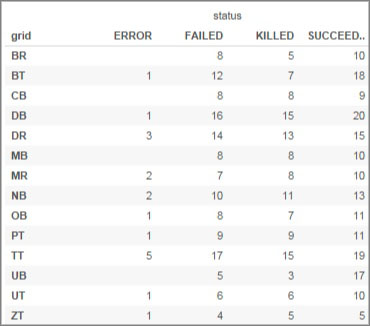 status
grid ERROR FAILED KILLED SUCCEED..
BR 8 5 10
BT 1 12 7 18
CB 8 8 9
DB 1 16 15 20
DR 3 14 13 15
MB 8 8 10
MR 2 7 8 10
NB 2 10 11 13
OB 1 8 7 11
PT 1 9 9 11
TT 5 17 15 19
UB 5 3 17
UT 1 6 6 10
ZT 1 4 5 5